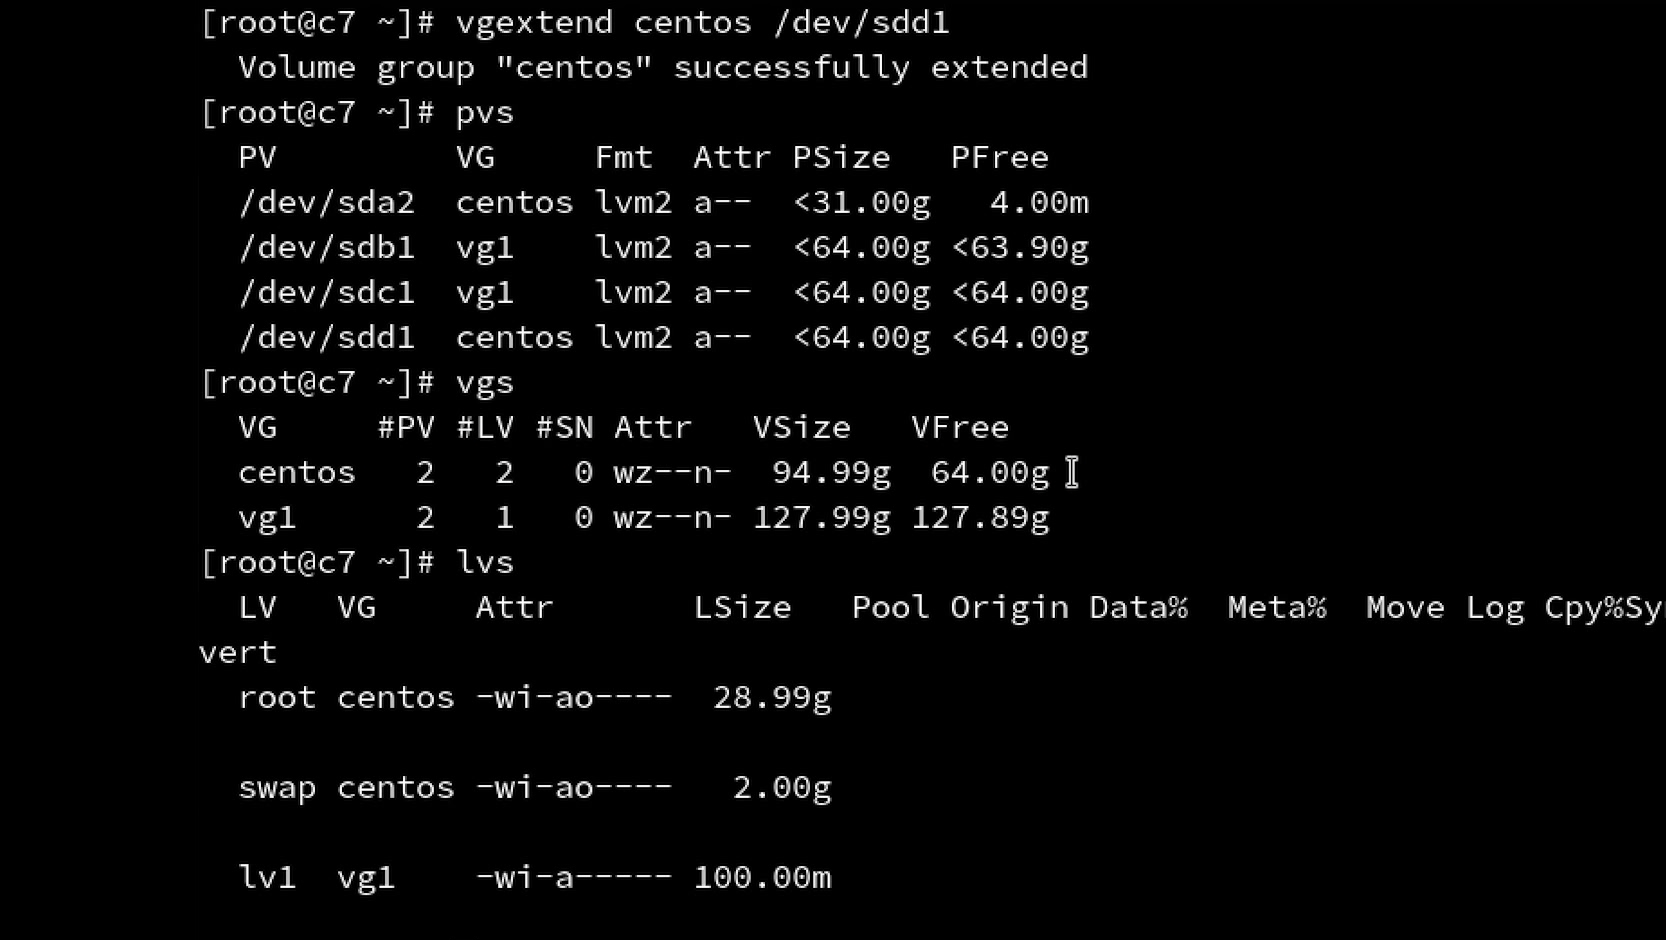 [root@c7 ~]# vgextend centos /dev/sdd1
  Volume group "centos" successfully extended
[root@c7 ~]# pvs
  PV         VG     Fmt  Attr PSize   PFree
  /dev/sda2  centos lvm2 a--  <31.00g   4.00m
  /dev/sdb1  vg1    lvm2 a--  <64.00g <63.90g
  /dev/sdc1  vg1    lvm2 a--  <64.00g <64.00g
  /dev/sdd1  centos lvm2 a--  <64.00g <64.00g
[root@c7 ~]# vgs
  VG     #PV #LV #SN Attr   VSize   VFree
  centos   2   2   0 wz--n-  94.99g  64.00g
  vg1      2   1   0 wz--n- 127.99g 127.89g
[root@c7 ~]# lvs
  LV   VG     Attr       LSize   Pool Origin Data%  Meta%  Move Log Cpy%Sy
vert
  root centos -wi-ao----  28.99g
  swap centos -wi-ao----   2.00g
  lv1  vg1    -wi-a----- 100.00m